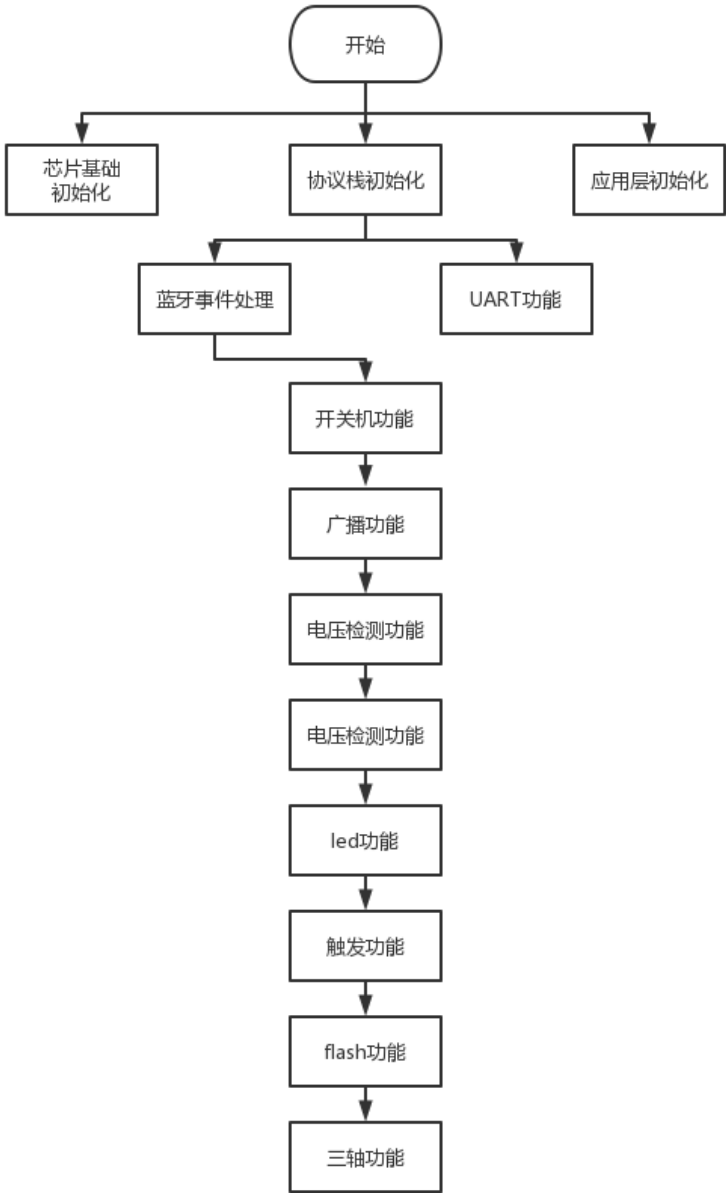 开始
芯片基础
初始化
协议栈初始化
应用层初始化
蓝牙事件处理
UART功能
开关机功能
广播功能
电压检测功能
电压检测功能
led功能
触发功能
flash功能
三轴功能